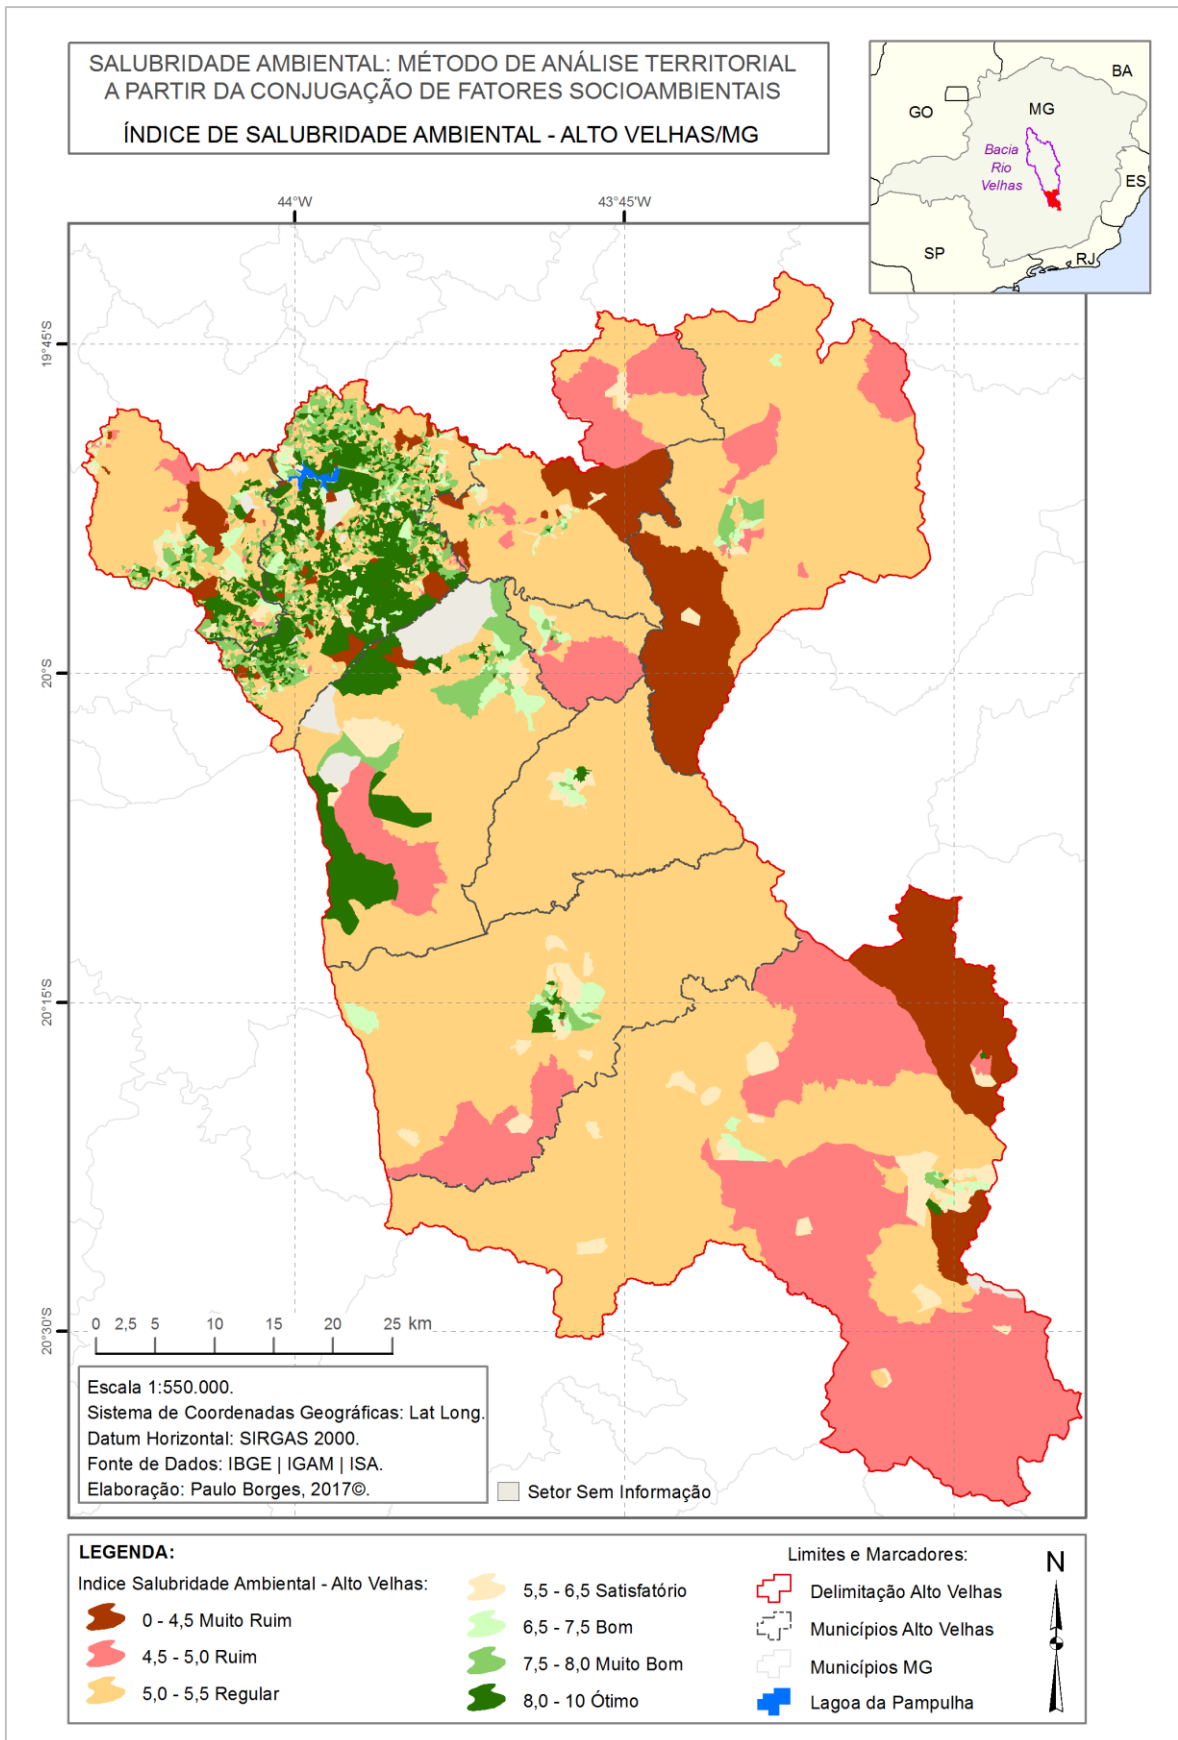 SALUBRIDADE AMBIENTAL: MÉTODO DE ANÁLISE TERRITORIAL
A PARTIR DA CONJUGAÇÃO DE FATORES SOCIOAMBIENTAIS
ÍNDICE DE SALUBRIDADE AMBIENTAL - ALTO VELHAS/MG
BA
GO
MG
Bacia
Rio
Velhas
ES
SP
RJ
44°W
43°45'W
19°45'S
20°S
20°15'S
20°30'S
0 2,5 5 10 15 20 25 km
Escala 1:550.000.
Sistema de Coordenadas Geográficas: Lat Long.
Datum Horizontal: SIRGAS 2000.
Fonte de Dados: IBGE | IGAM | ISA.
Elaboração: Paulo Borges, 2017©.
Setor Sem Informação
LEGENDA:
Indice Salubridade Ambiental - Alto Velhas:
0 - 4,5 Muito Ruim
4,5 - 5,0 Ruim
5,0 - 5,5 Regular
5,5 - 6,5 Satisfatório
6,5 - 7,5 Bom
7,5 - 8,0 Muito Bom
8,0 - 10 Ótimo
Limites e Marcadores:
Delimitação Alto Velhas
Municípios Alto Velhas
Municípios MG
Lagoa da Pampulha
N